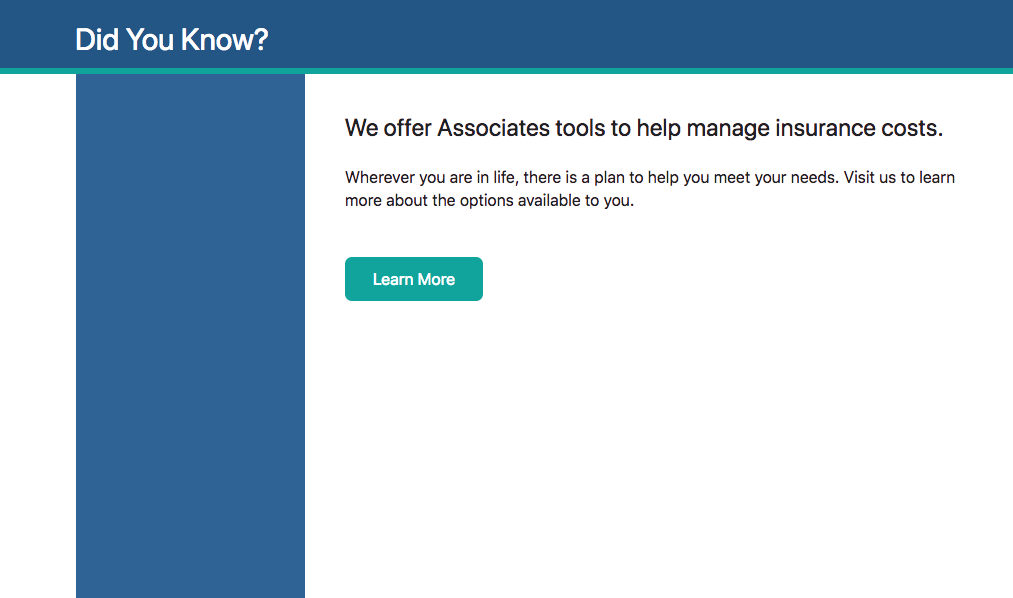 Did You Know?
We offer Associates tools to help manage insurance costs.
Wherever you are in life, there is a plan to help you meet your needs. Visit us to learn
more about the options available to you.
Learn More